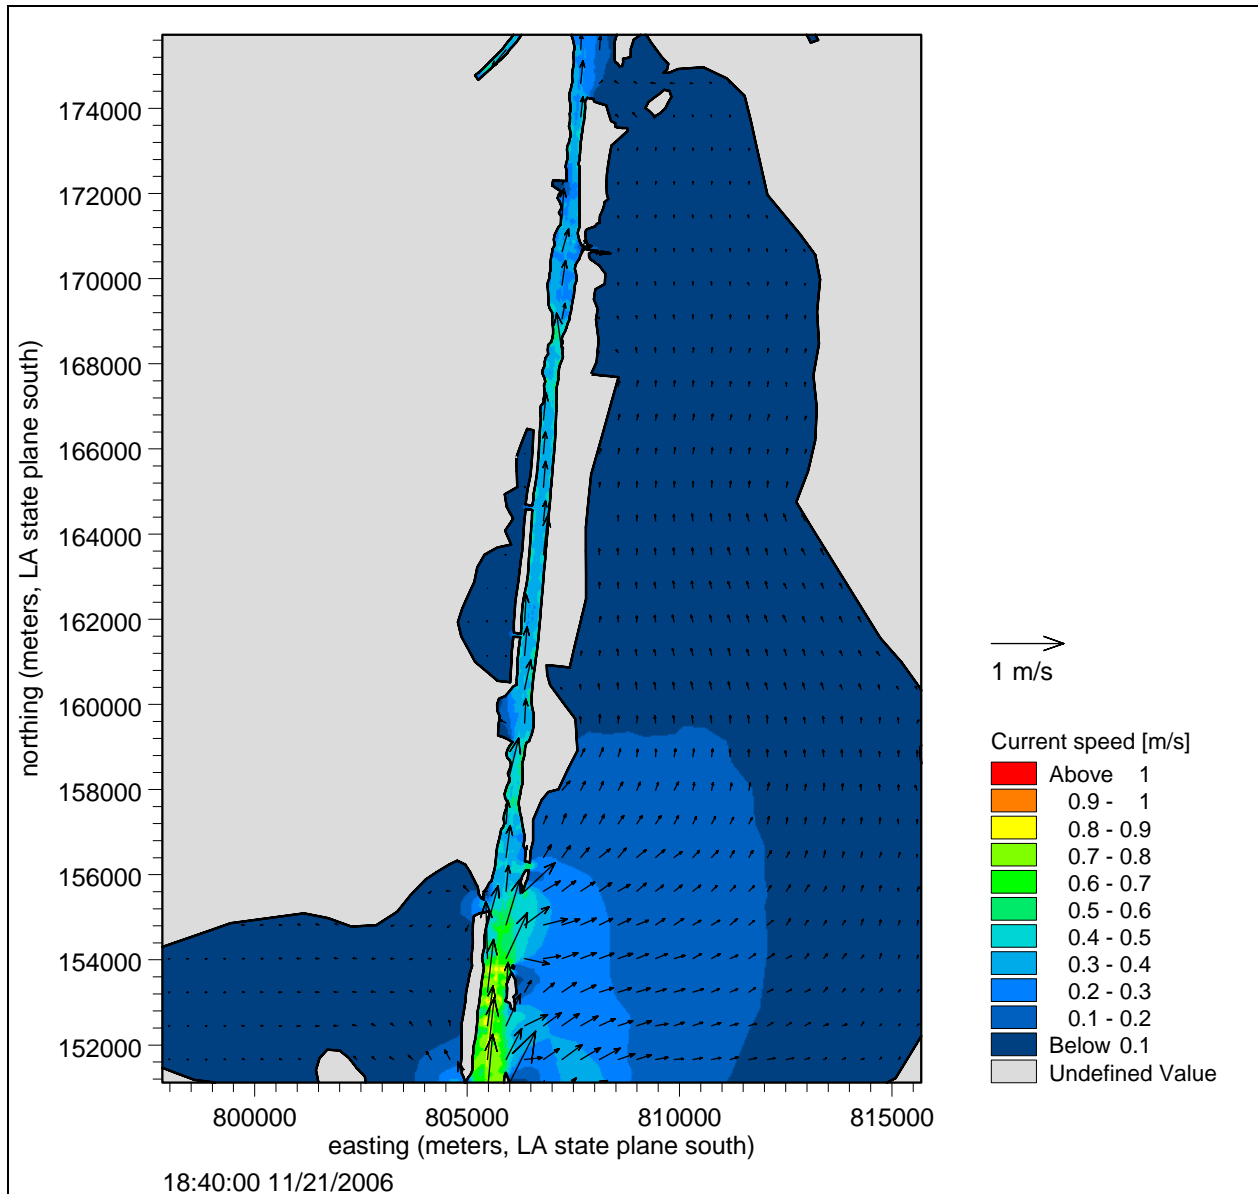 174000
172000
170000
168000
166000
164000
162000
160000
158000
156000
154000
152000
northing (meters, LA state plane south)
800000 805000 810000 815000
easting (meters, LA state plane south)
18:40:00 11/21/2006
1 m/s
Current speed [m/s]
Above 1
0.9 - 1
0.8 - 0.9
0.7 - 0.8
0.6 - 0.7
0.5 - 0.6
0.4 - 0.5
0.3 - 0.4
0.2 - 0.3
0.1 - 0.2
Below 0.1
Undefined Value